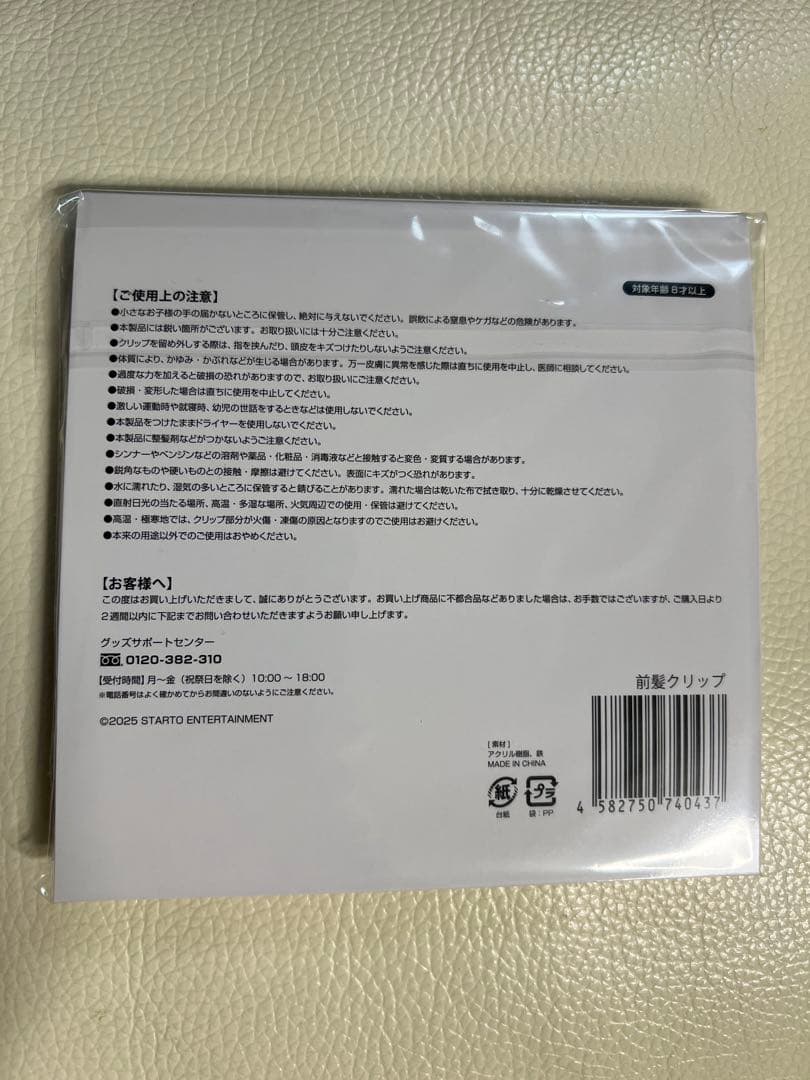 【ご使用上の注意】
対象年齢 8才以上
●小さなお子様の手の届かないところに保管し、絶対に与えないでください。誤飲による窒息やケガなどの危険があります。
●本製品には鋭い箇所がございます。お取り扱いには十分ご注意ください。
●クリップを留め外しする際は、指を挟んだり、頭皮をキズつけたりしないようご注意ください。
●体質により、かゆみ・かぶれなどが生じる場合があります。万一皮膚に異常を感じた際は直ちに使用を中止し、医師に相談してください。
●過度な力を加えると破損の恐れがありますので、お取り扱いにご注意ください。
●破損・変形した場合は直ちに使用を中止してください。
●激しい運動時や就寝時、幼児の世話をするときなどは使用しないでください。
●本製品をつけたままドライヤーを使用しないでください。
●本製品に整髪剤などがつかないようご注意ください。
●シンナーやベンジンなどの溶剤や薬品・化粧品・消毒液などと接触すると変色・変質する場合があります。
●鋭角なものや硬いものとの接触・摩擦は避けてください。表面にキズがつく恐れがあります。
●水に濡れたり、湿気の多いところに保管すると錆びることがあります。濡れた場合は乾いた布で拭き取り、十分に乾燥させてください。
●直射日光の当たる場所、高温・多湿な場所、火気周辺での使用・保管は避けてください。
●高温・極寒地では、クリップ部分が火傷・凍傷の原因となりますのでご使用はお避けください。
●本来の用途以外でのご使用はおやめください。
【お客様へ】
この度はお買い上げいただきまして、誠にありがとうございます。お買い上げ商品に不都合品などありました場合は、お手数ではございますが、ご購入日より
2週間以内に下記までお問い合わせいただきますようお願い申し上げます。
グッズサポートセンター
0120-382-310
【受付時間】月〜金（祝祭日を除く）10:00〜18:00
※電話番号はよく確かめてからお間違いのないようにご注意ください。
©2025 STARTO ENTERTAINMENT
前髪クリップ
[素材]
アクリル樹脂、鉄
MADE IN CHINA
紙
台紙
プラ
袋：PP
4 582750 740437